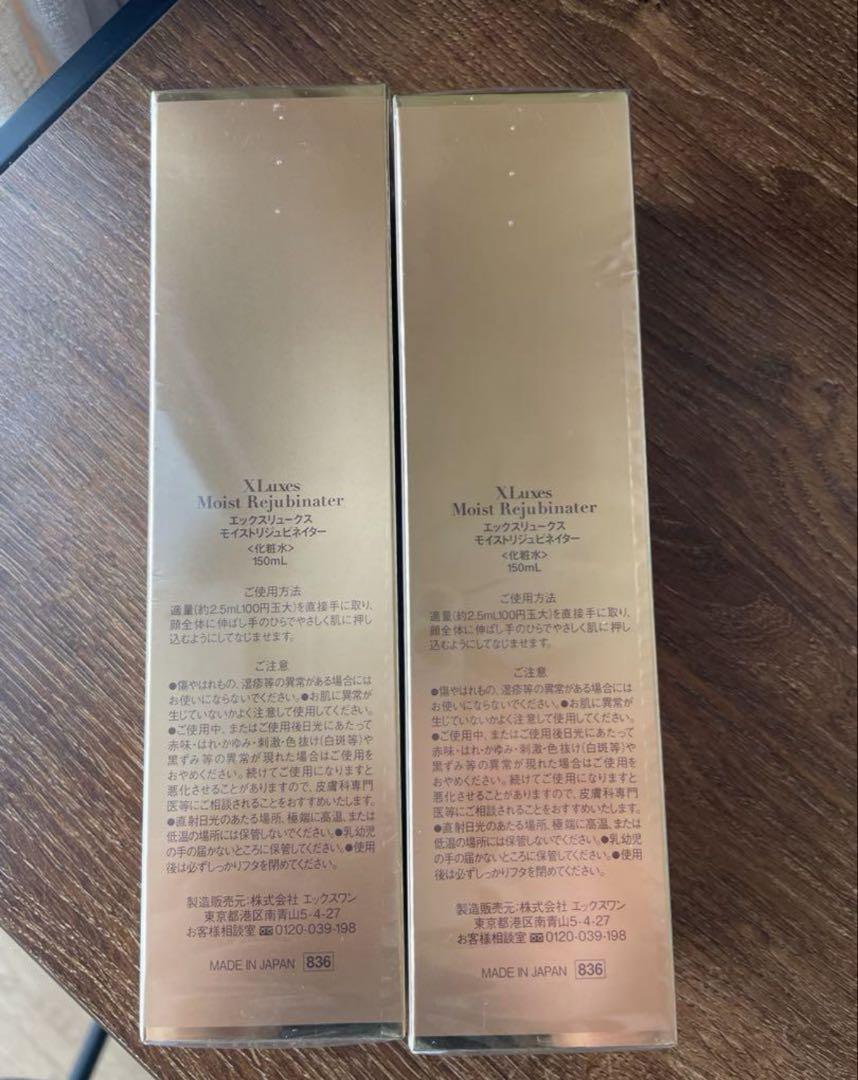 XLuxes
Moist Rejubinater
エックスリュークス
モイストリジュビネイター
<化粧水>
150mL
ご使用方法
適量(約2.5mL100円玉大)を直接手に取り、
顔全体に伸ばし手のひらでやさしく肌に押し
込むようにしてなじませます。
ご注意
●傷やはれもの、湿疹等の異常がある場合には
お使いにならないでください。●お肌に異常が
生じていないかよく注意して使用してください。
●ご使用中、またはご使用後日光にあたって
赤味・はれ・かゆみ・刺激・色抜け(白斑等)や
黒ずみ等の異常が現れた場合はご使用を
おやめください。続けてご使用になりますと
悪化させることがありますので、皮膚科専門
医等にご相談されることをおすすめいたします。
●直射日光のあたる場所、極端に高温、または
低温の場所には保管しないでください。●乳幼児
の手の届かないところに保管してください。●使用
後は必ずしっかりフタを閉めてください。
製造販売元:株式会社 エックスワン
東京都港区南青山5-4-27
お客様相談室 0120-039-198
MADE IN JAPAN 836
XLuxes
Moist Rejubinater
エックスリュークス
モイストリジュビネイター
<化粧水>
150mL
ご使用方法
適量(約2.5mL100円玉大)を直接手に取り、
顔全体に伸ばし手のひらでやさしく肌に押し
込むようにしてなじませます。
ご注意
●傷やはれもの、湿疹等の異常がある場合には
お使いにならないでください。●お肌に異常が
生じていないかよく注意して使用してください。
●ご使用中、またはご使用後日光にあたって
赤味・はれ・かゆみ・刺激・色抜け(白斑等)や
黒ずみ等の異常が現れた場合はご使用を
おやめください。続けてご使用になりますと
悪化させることがありますので、皮膚科専門
医等にご相談されることをおすすめいたします。
●直射日光のあたる場所、極端に高温、または
低温の場所には保管しないでください。●乳幼児
の手の届かないところに保管してください。●使用
後は必ずしっかりフタを閉めてください。
製造販売元:株式会社 エックスワン
東京都港区南青山5-4-27
お客様相談室 0120-039-198
MADE IN JAPAN 836